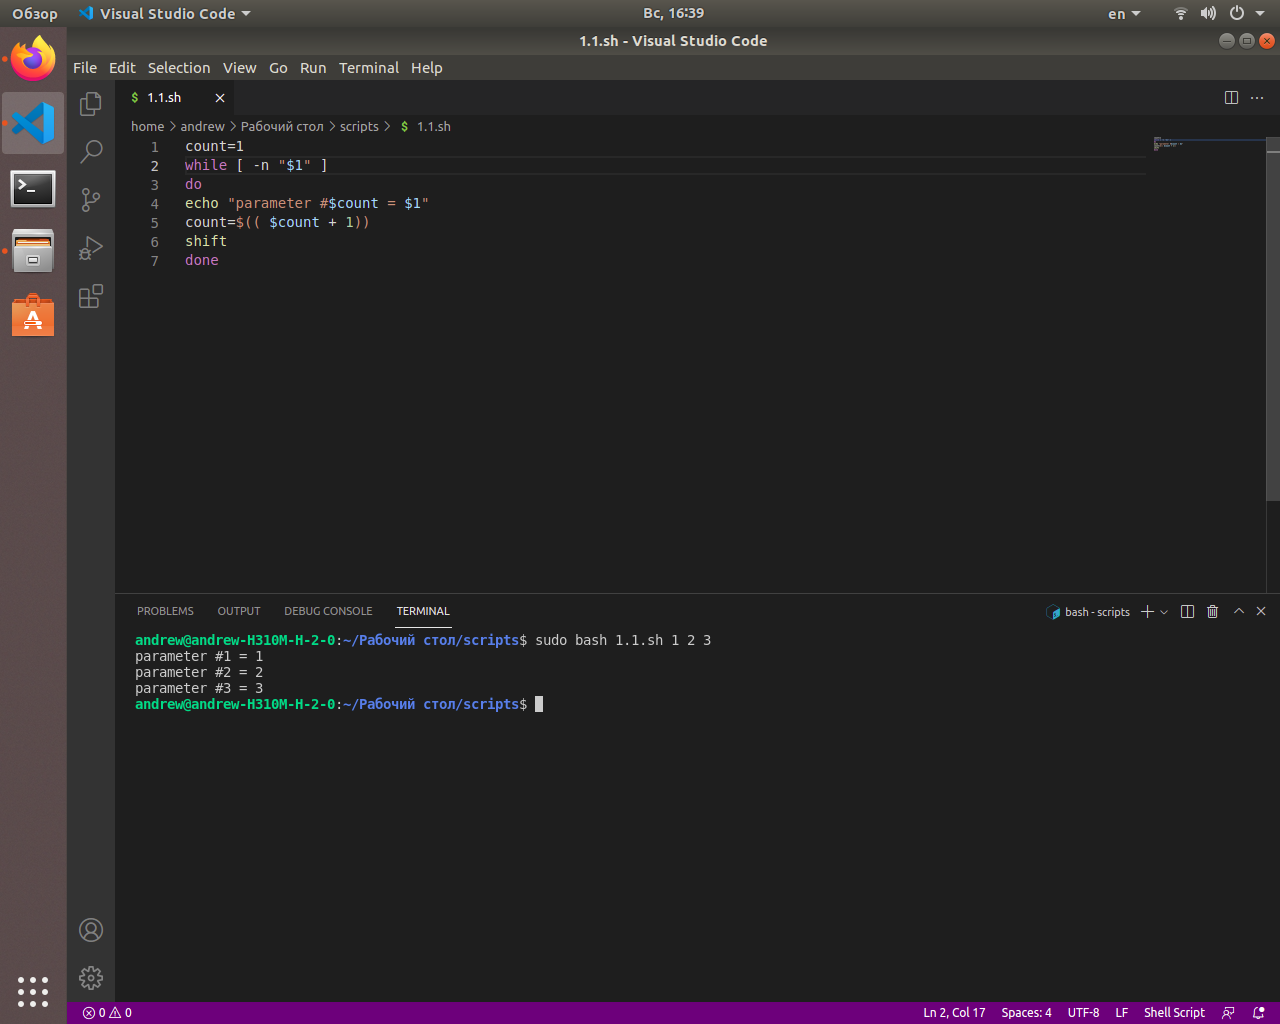 Обзор Visual Studio Code Вс, 16:39 en
1.1.sh - Visual Studio Code
File Edit Selection View Go Run Terminal Help
$ 1.1.sh
home > andrew > Рабочий стол > scripts > $ 1.1.sh
1 count=1
2 while [ -n "$1" ]
3 do
4 echo "parameter #$count = $1"
5 count=$(( $count + 1))
6 shift
7 done
PROBLEMS OUTPUT DEBUG CONSOLE TERMINAL bash - scripts
andrew@andrew-H310M-H-2-0:~/Рабочий стол/scripts$ sudo bash 1.1.sh 1 2 3
parameter #1 = 1
parameter #2 = 2
parameter #3 = 3
andrew@andrew-H310M-H-2-0:~/Рабочий стол/scripts$
0 0 Ln 2, Col 17 Spaces: 4 UTF-8 LF Shell Script